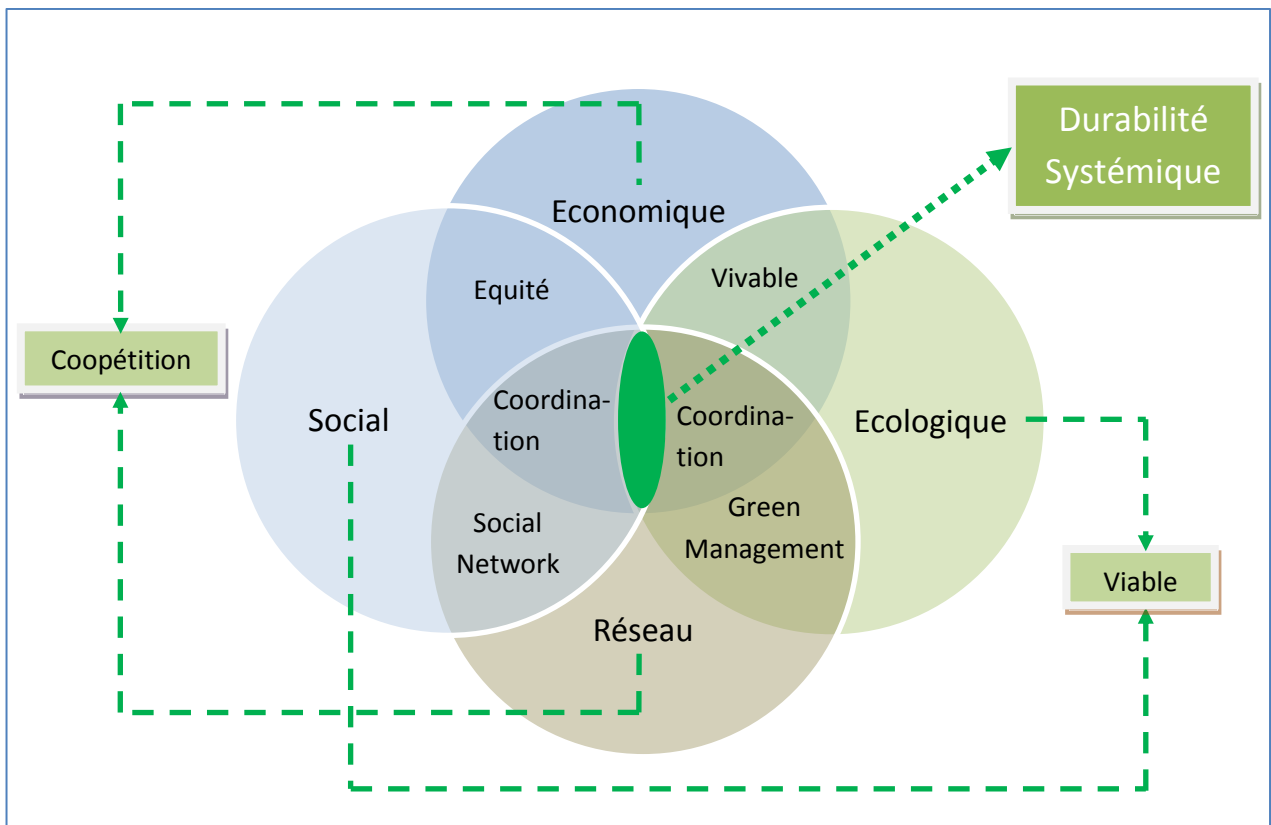 Durabilité
Systémique
Economique
Vivable
Equité
Coopétition
Social
Coordina-
tion
Coordina-
tion
Ecologique
Social
Network
Green
Management
Viable
Réseau